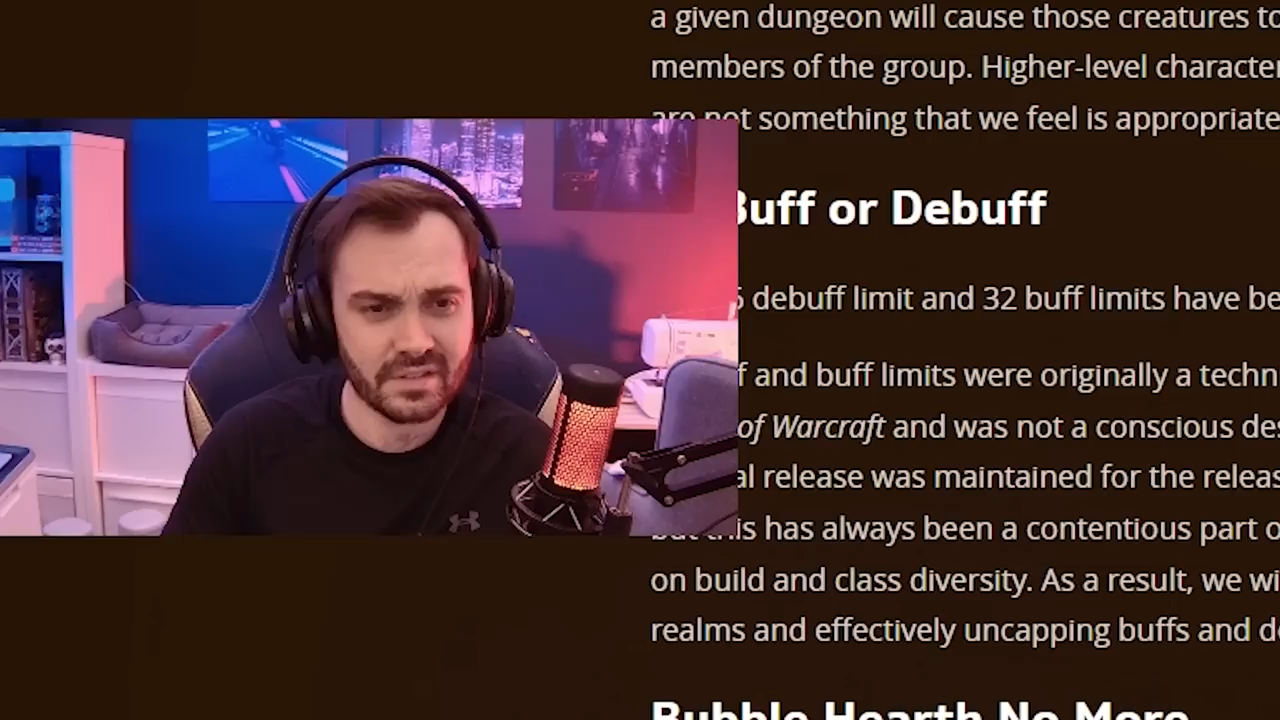 a given dungeon will cause those creatures to
members of the group. Higher-level character
are not something that we feel is appropriate
Buff or Debuff
debuff limit and 32 buff limits have be
f and buff limits were originally a techn
of Warcraft and was not a conscious des
al release was maintained for the releas
but this has always been a contentious part o
on build and class diversity. As a result, we wi
realms and effectively uncapping buffs and d
Bubble Hearth No More